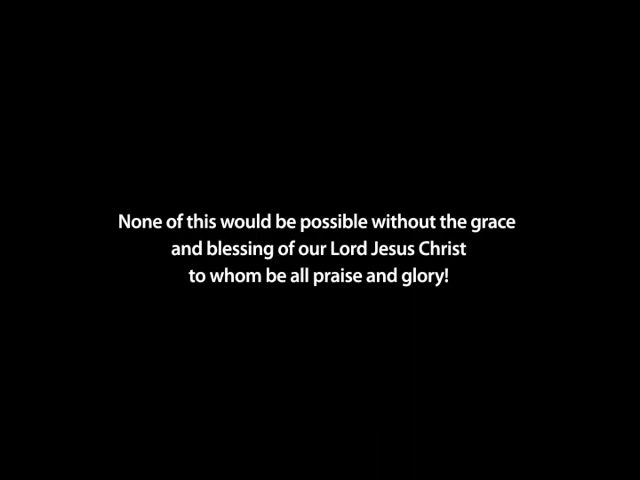 None of this would be possible without the grace
and blessing of our Lord Jesus Christ
to whom be all praise and glory!